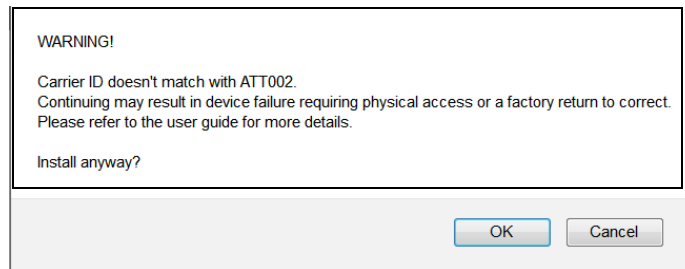 WARNING!
Carrier ID doesn't match with ATT002.
Continuing may result in device failure requiring physical access or a factory return to correct.
Please refer to the user guide for more details.
Install anyway?
OK Cancel